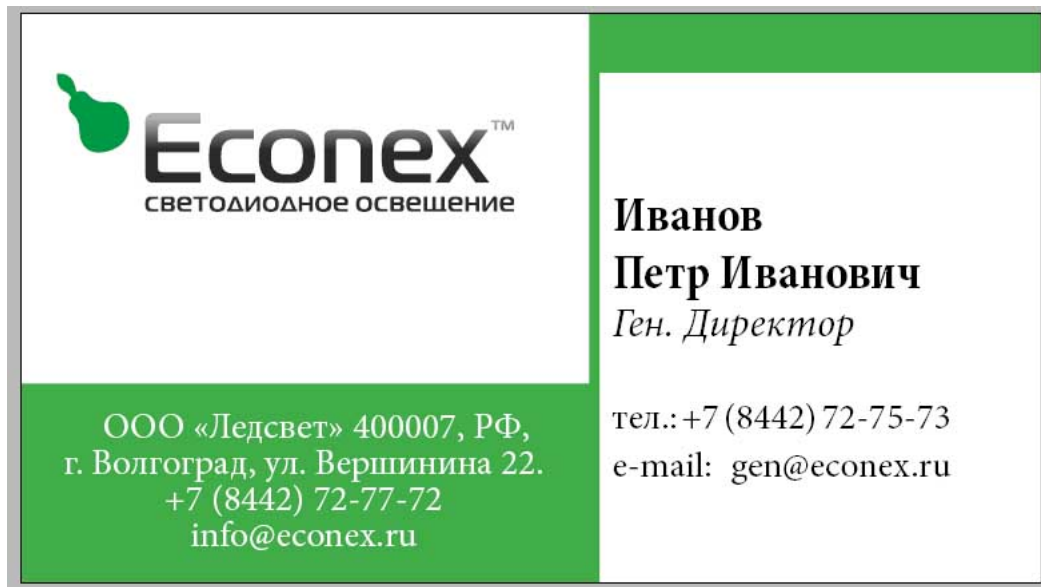 Econex™
светодиодное освещение
ООО «Ледсвет» 400007, РФ,
г. Волгоград, ул. Вершинина 22.
+7 (8442) 72-77-72
info@econex.ru
Иванов
Петр Иванович
Ген. Директор
тел.: +7 (8442) 72-75-73
e-mail: gen@econex.ru